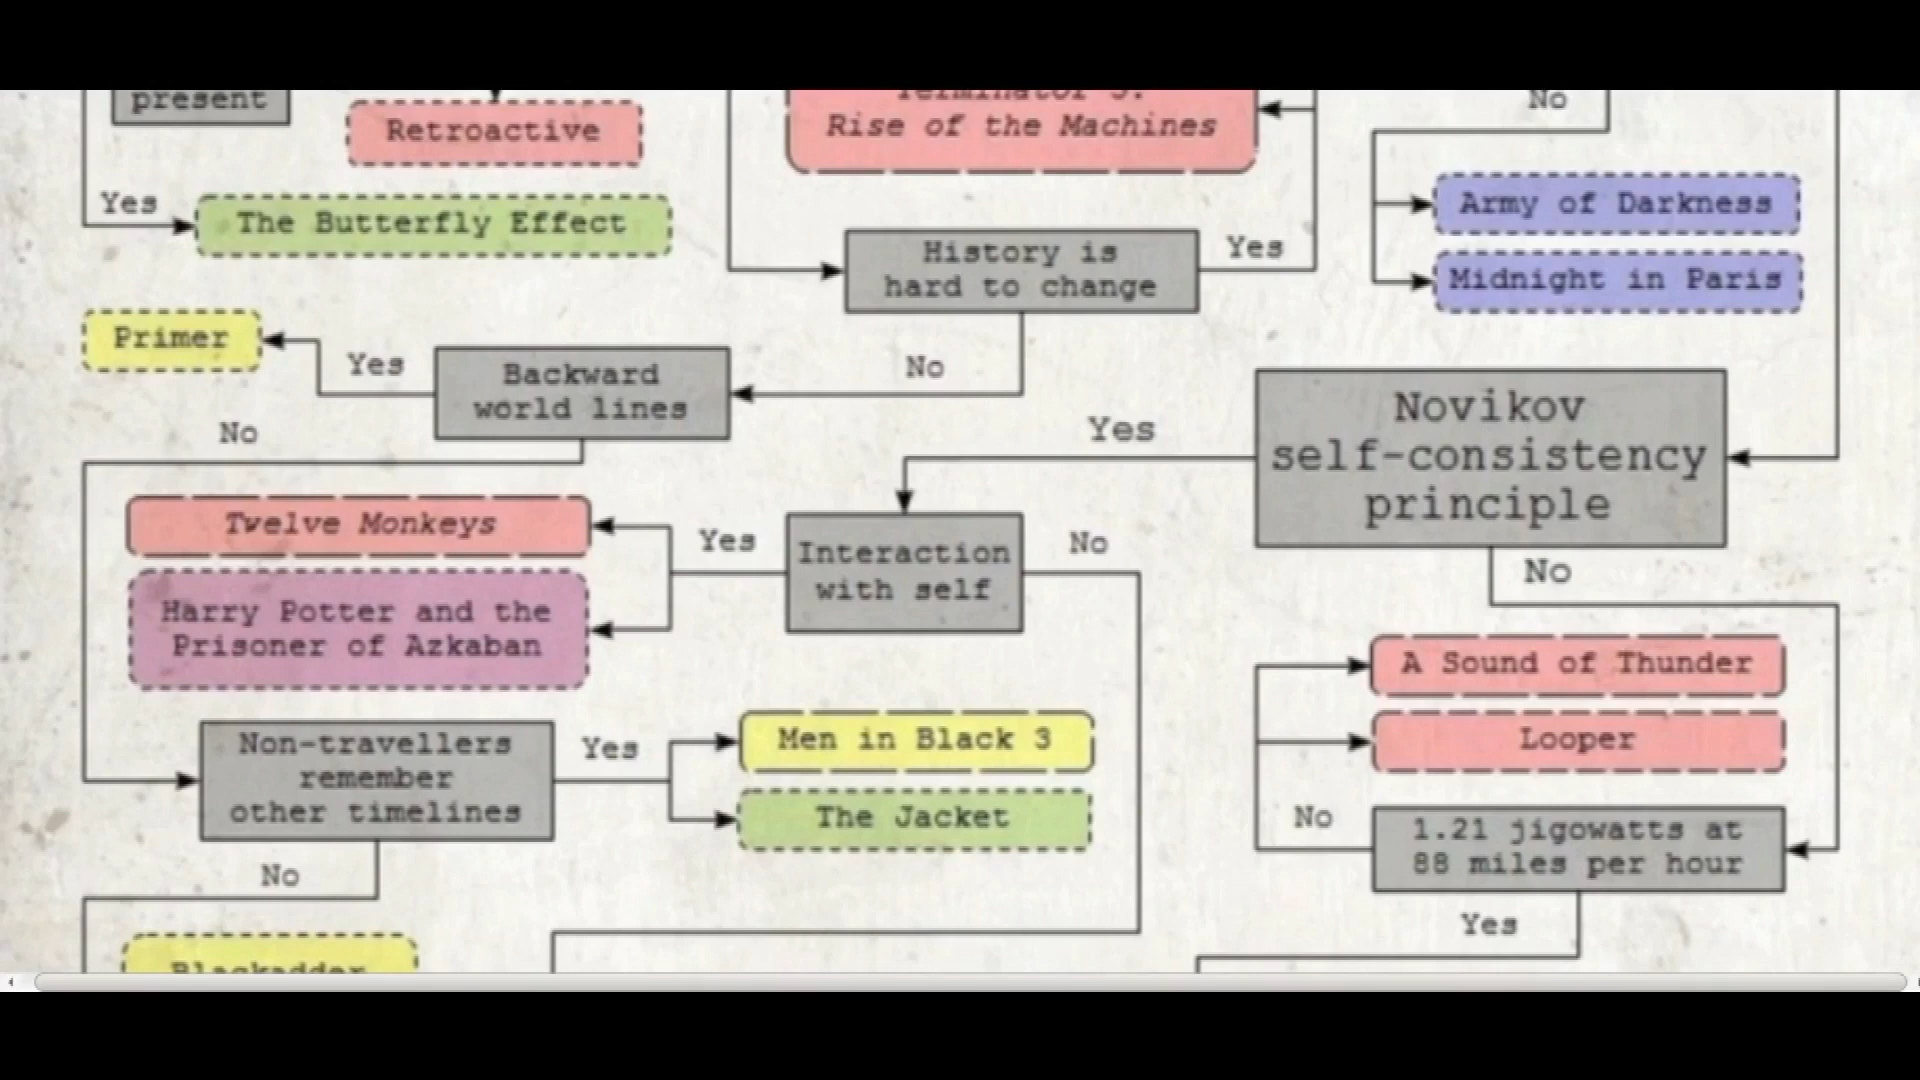 present
Retroactive
Yes
The Butterfly Effect
Terminator 3:
Rise of the Machines
No
Army of Darkness
Midnight in Paris
History is
hard to change
Yes
No
Primer
Yes
Backward
world lines
No
Novikov
self-consistency
principle
Yes
No
Twelve Monkeys
Harry Potter and the
Prisoner of Azkaban
Yes
Interaction
with self
No
A Sound of Thunder
Looper
No
1.21 jigowatts at
88 miles per hour
Yes
Non-travellers
remember
other timelines
Yes
Men in Black 3
The Jacket
No
Blackadder